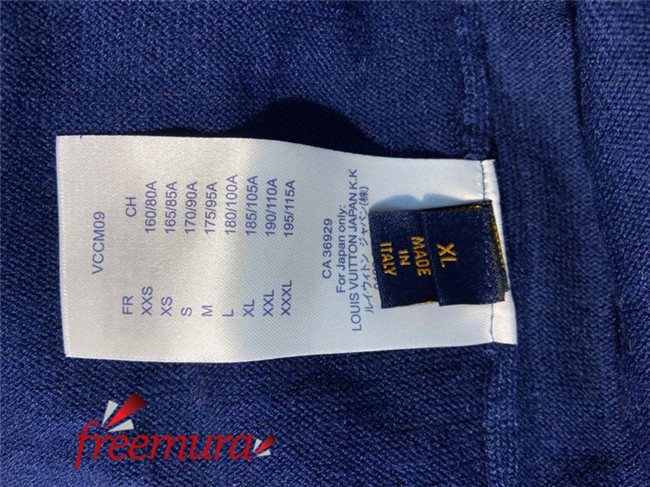 XL
MADE
IN
ITALY
VCCM09
FR CH
XXS 160/80A
XS 165/85A
S 170/90A
M 175/95A
L 180/100A
XL 185/105A
XXL 190/110A
XXXL 195/115A
CA 36929
For Japan only:
LOUIS VUITTON JAPAN K.K
ルイヴィトン ジャパン(株)
freemura